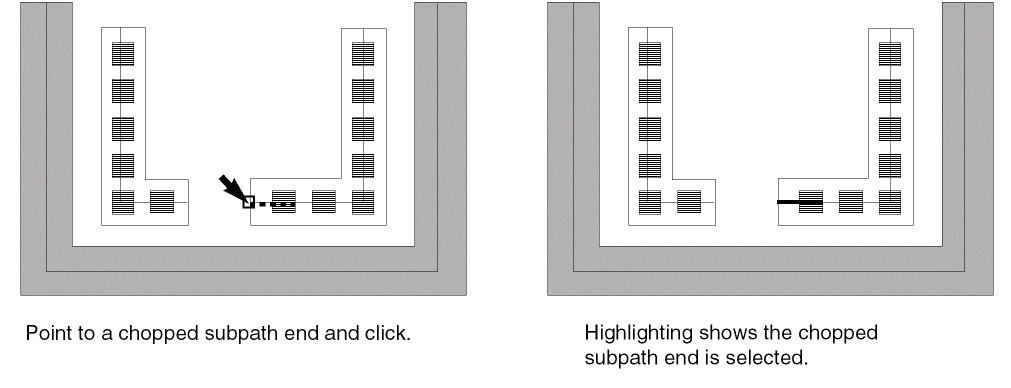 Point to a chopped subpath end and click.
Highlighting shows the chopped
subpath end is selected.